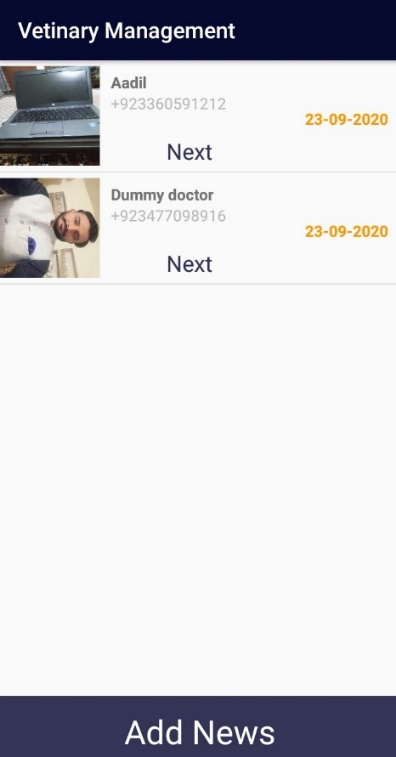 Vetinary Management
Aadil
+923360591212
23-09-2020
Next
Dummy doctor
+923477098916
23-09-2020
Next
Add News